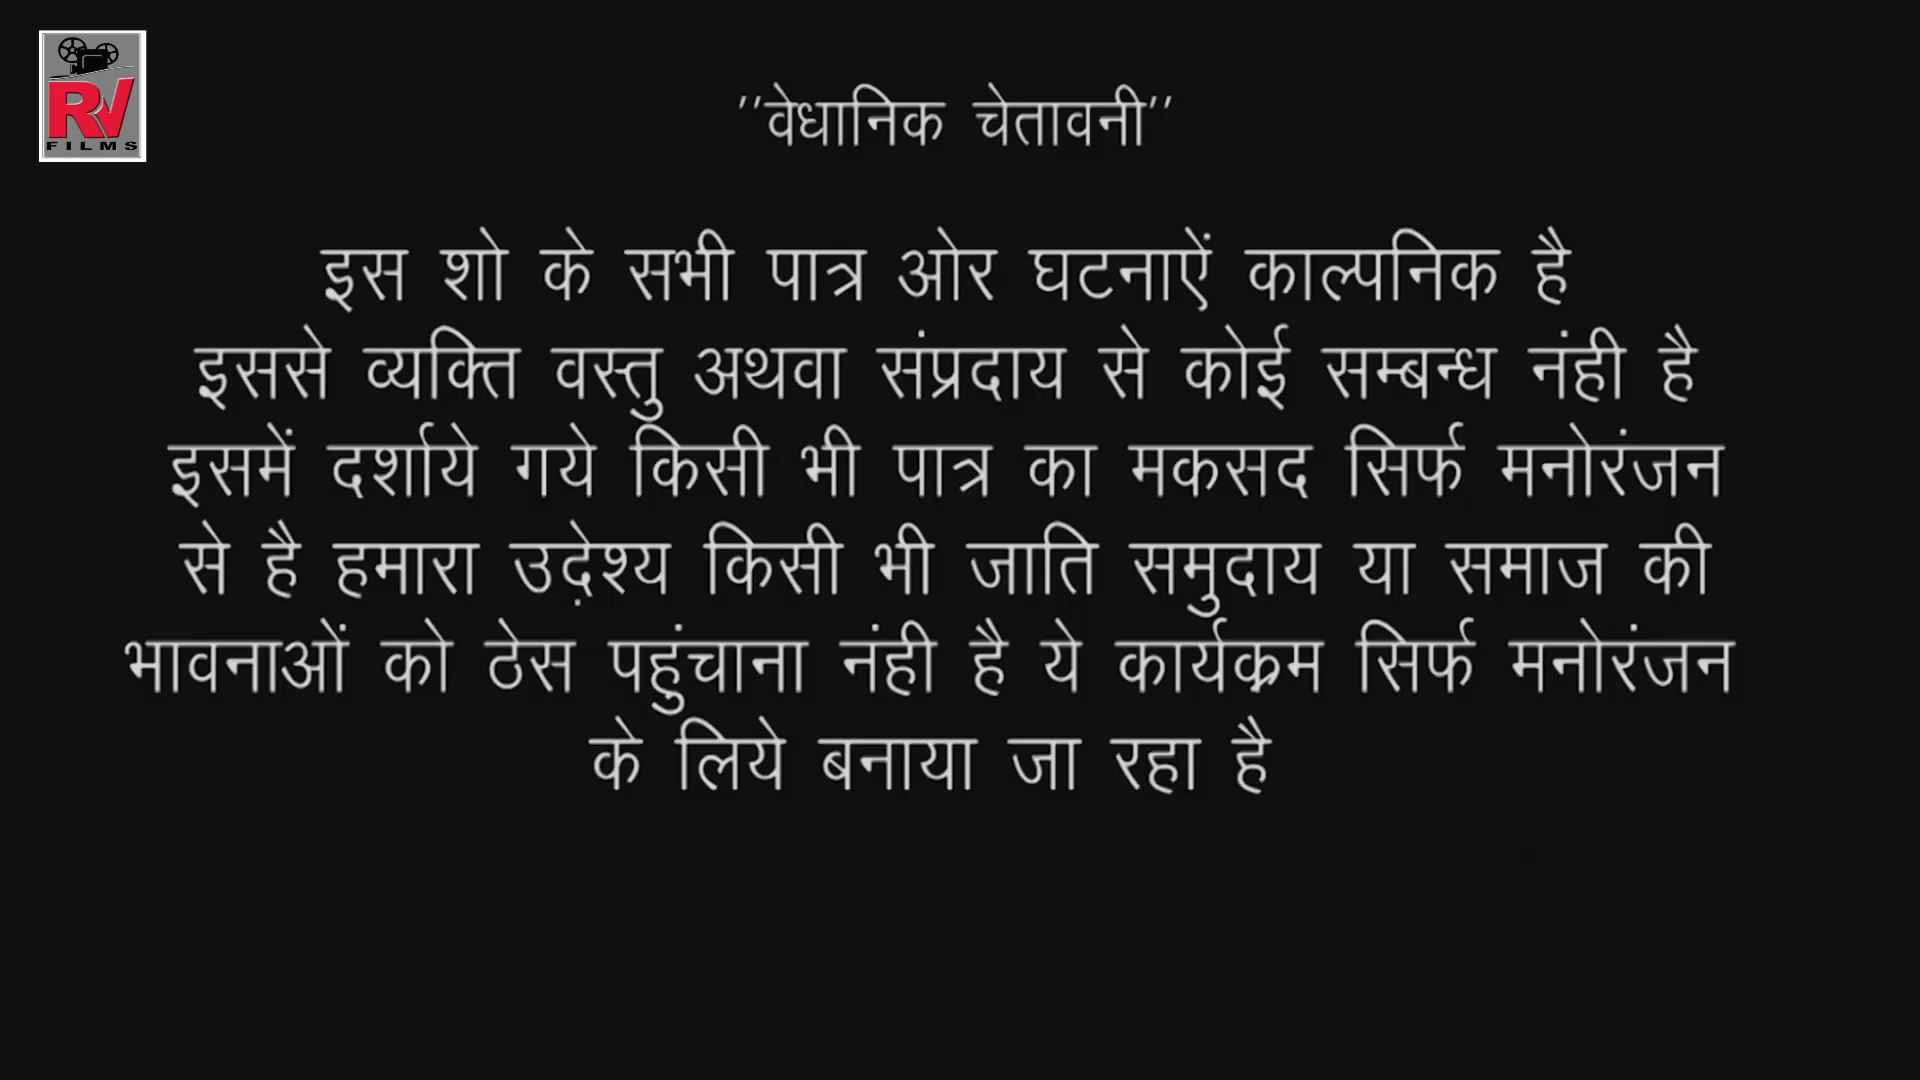 RV
FILMS
''वेधानिक चेतावनी''
इस शो के सभी पात्र ओर घटनाऐं काल्पनिक है
इससे व्यक्ति वस्तु अथवा संप्रदाय से कोई सम्बन्ध नंही है
इसमें दर्शाये गये किसी भी पात्र का मकसद सिर्फ मनोरंजन
से है हमारा उद़ेश्य किसी भी जाति समुदाय या समाज की
भावनाओं को ठेस पहुंचाना नंही है ये कार्यक्रम सिर्फ मनोरंजन
के लिये बनाया जा रहा है